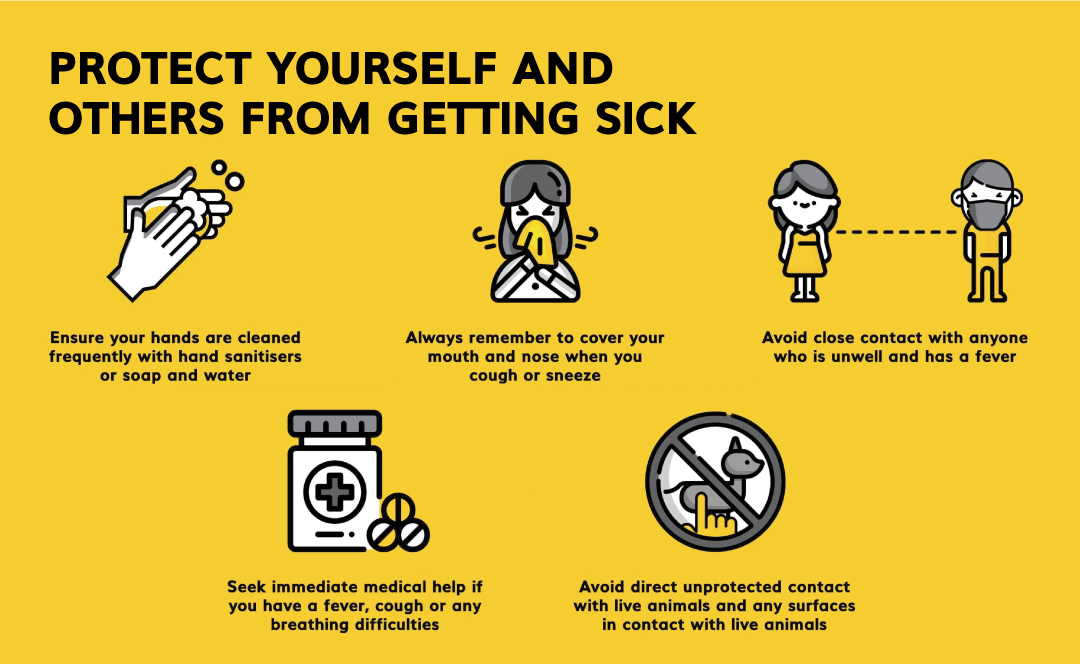 PROTECT YOURSELF AND
OTHERS FROM GETTING SICK
Ensure your hands are cleaned
frequently with hand sanitisers
or soap and water
Always remember to cover your
mouth and nose when you
cough or sneeze
Avoid close contact with anyone
who is unwell and has a fever
Seek immediate medical help if
you have a fever, cough or any
breathing difficulties
Avoid direct unprotected contact
with live animals and any surfaces
in contact with live animals